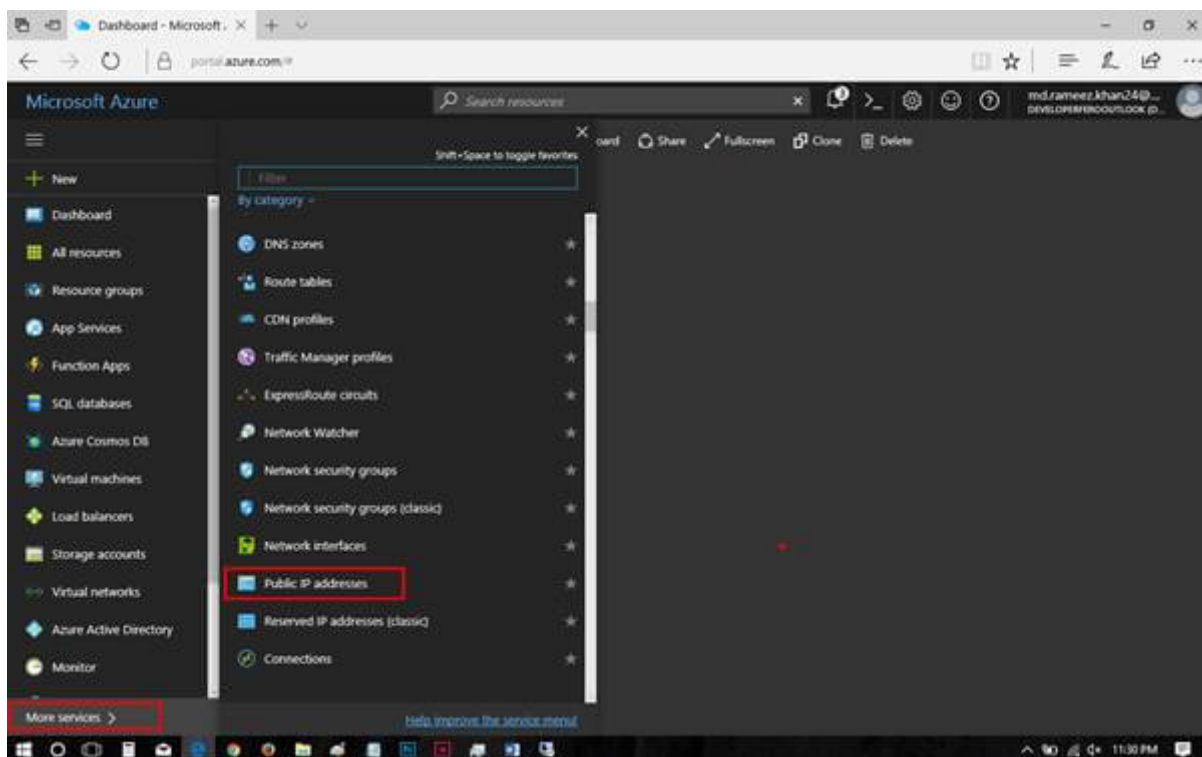 Dashboard - Microsoft .
portal.azure.com/#
Microsoft Azure
Search resources
md.rameez.khan24@...
Shift+Space to toggle favorites
oard
Share
Fullscreen
Clone
Delete
New
Filter
By category
Dashboard
All resources
Resource groups
App Services
Function Apps
SQL databases
Azure Cosmos DB
Virtual machines
Load balancers
Storage accounts
Virtual networks
Azure Active Directory
Monitor
More services >
DNS zones
Route tables
CDN profiles
Traffic Manager profiles
ExpressRoute circuits
Network Watcher
Network security groups
Network security groups (classic)
Network interfaces
Public IP addresses
Reserved IP addresses (classic)
Connections
Help improve the service menu!
11:30 PM